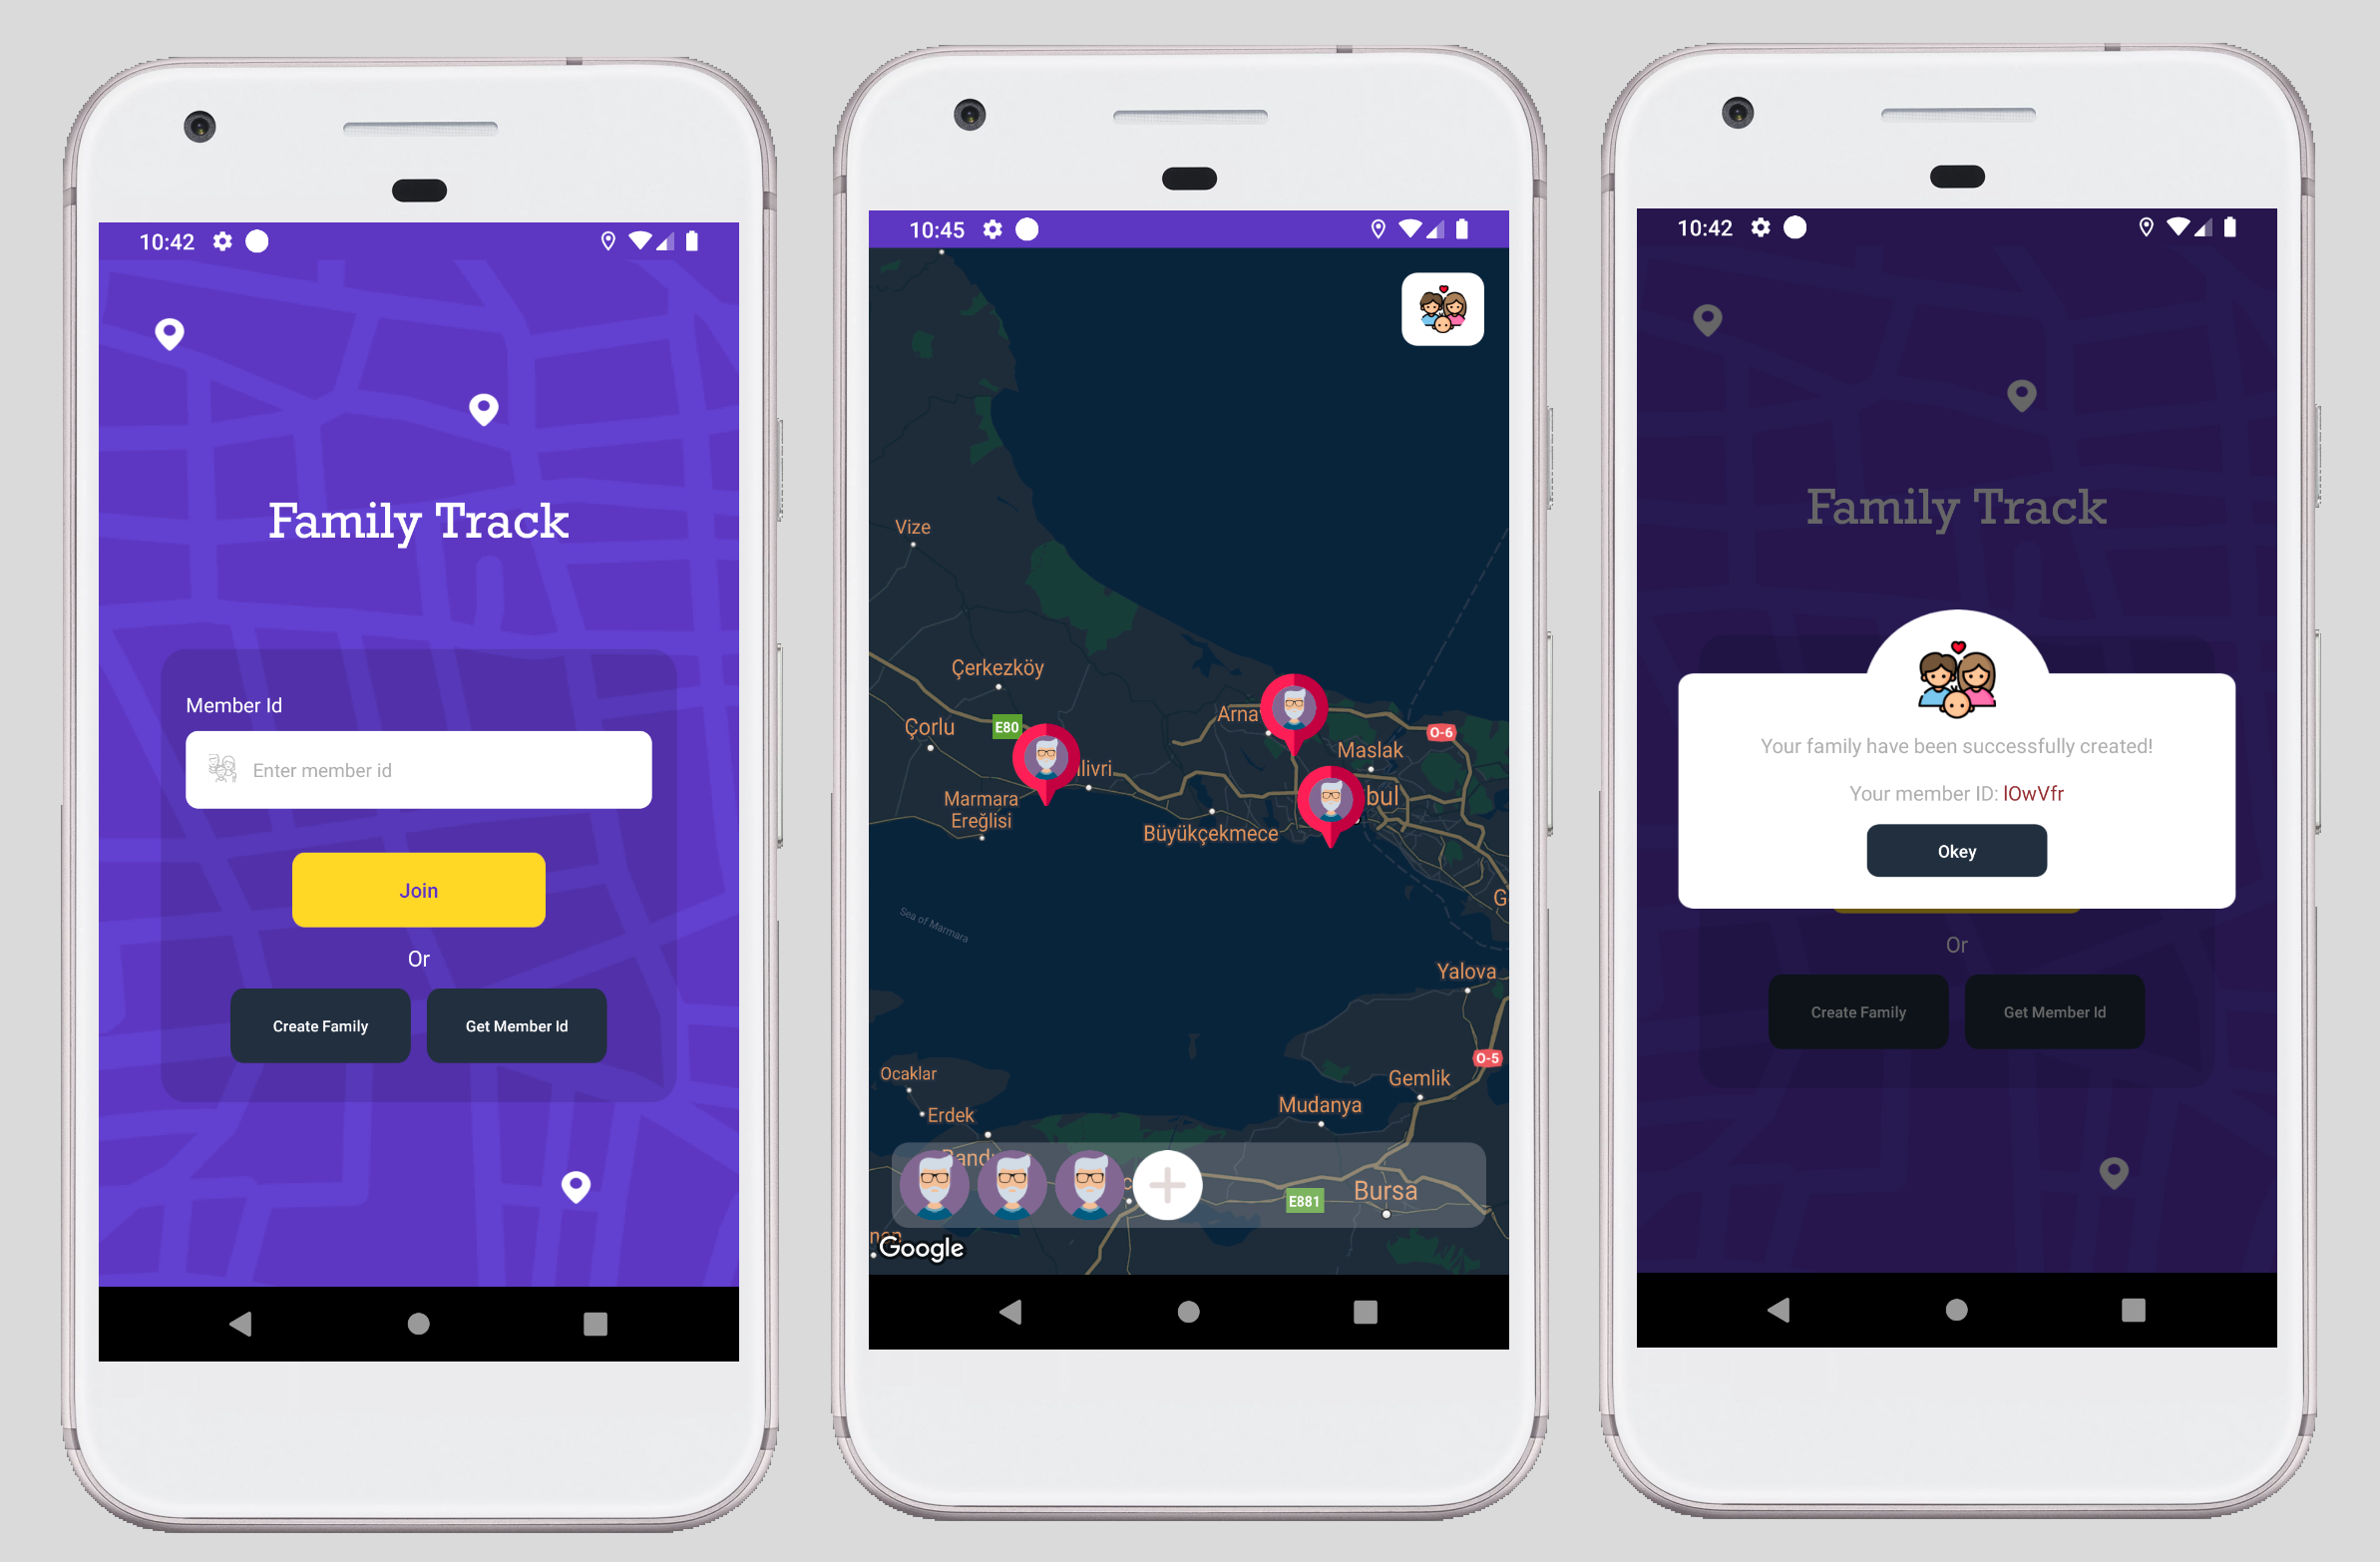 10:42
Family Track
Member Id
Enter member id
Join
Or
Create Family
Get Member Id
10:45
Vize
Çerkezköy
Çorlu
E80
Arna
Maslak
O-6
ilivri
Marmara
Ereğlisi
bul
Büyükçekmece
G
Sea of Marmara
Yalova
O-5
Ocaklar
Gemlik
Erdek
Mudanya
Band
Bursa
E881
nen
Google
10:42
Family Track
Your family have been successfully created!
Your member ID: lOwVfr
Okey
Or
Create Family
Get Member Id